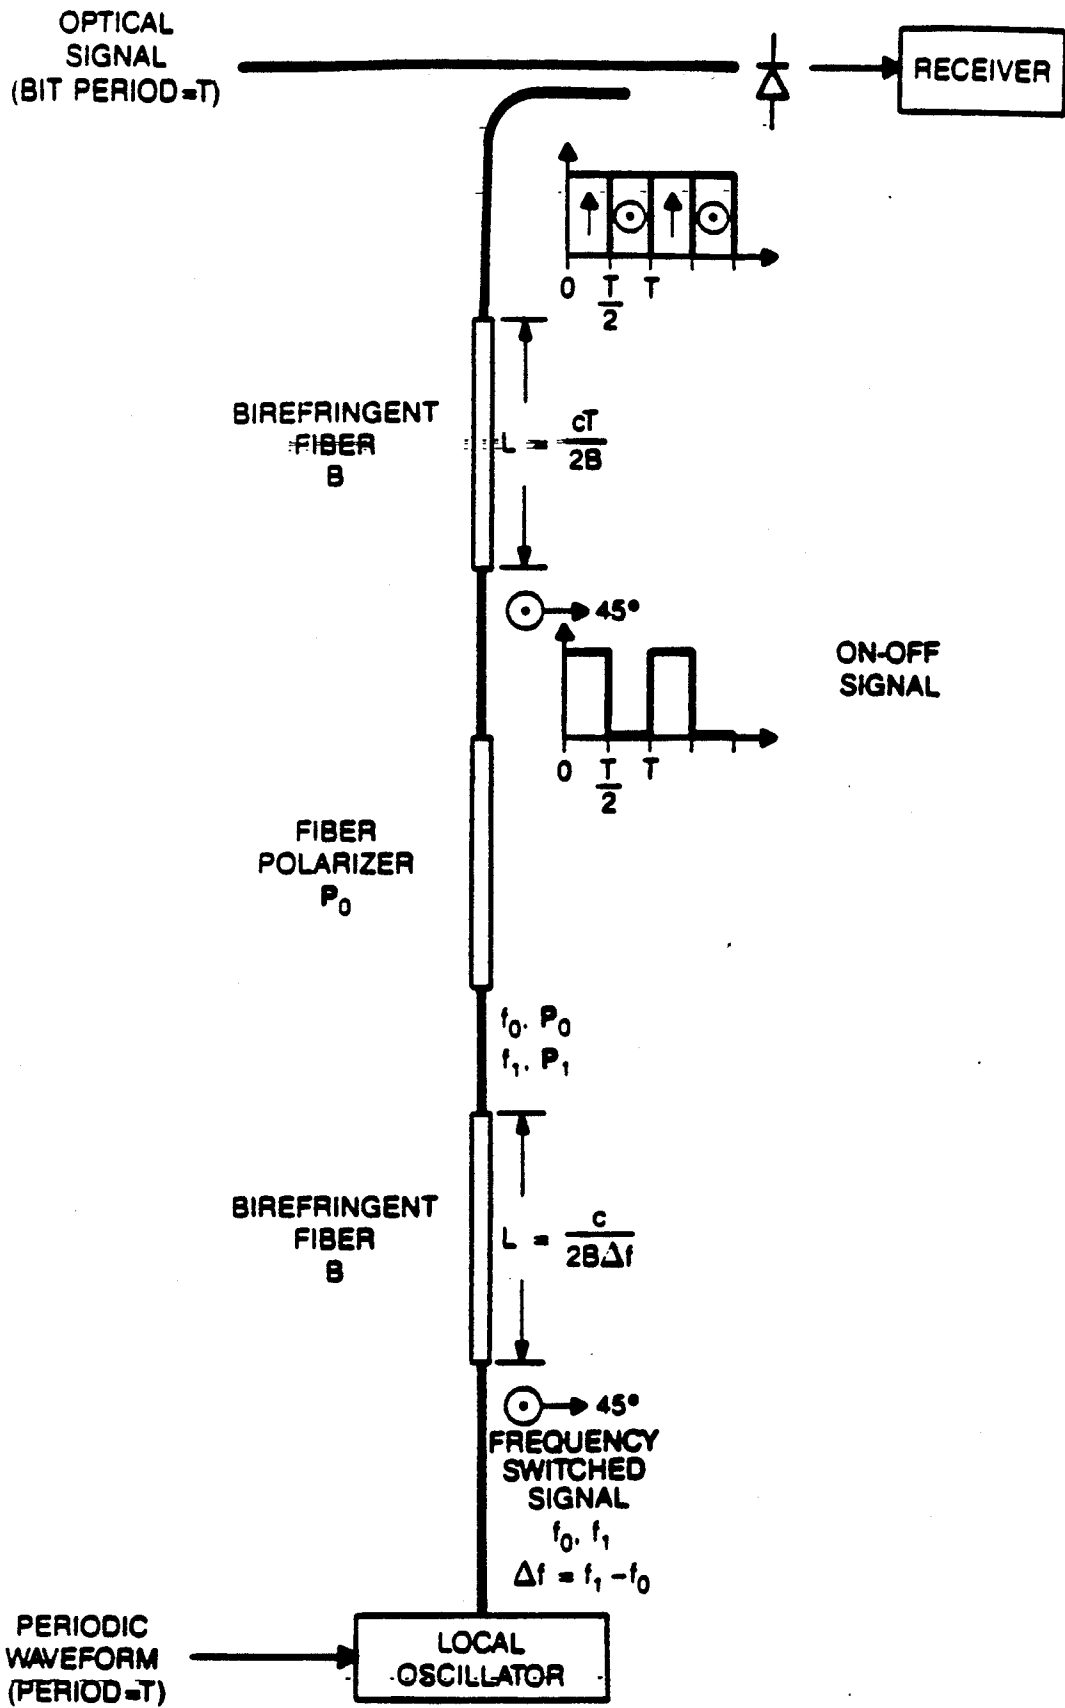 OPTICAL
SIGNAL
(BIT PERIOD=T)
RECEIVER
0 T/2 T
BIREFRINGENT
FIBER
B
L = cT/2B
45°
ON-OFF
SIGNAL
0 T/2 T
FIBER
POLARIZER
P₀
f₀, P₀
f₁, P₁
BIREFRINGENT
FIBER
B
L = c/2BΔf
45°
FREQUENCY
SWITCHED
SIGNAL
f₀, f₁
Δf = f₁ - f₀
PERIODIC
WAVEFORM
(PERIOD=T)
LOCAL
OSCILLATOR